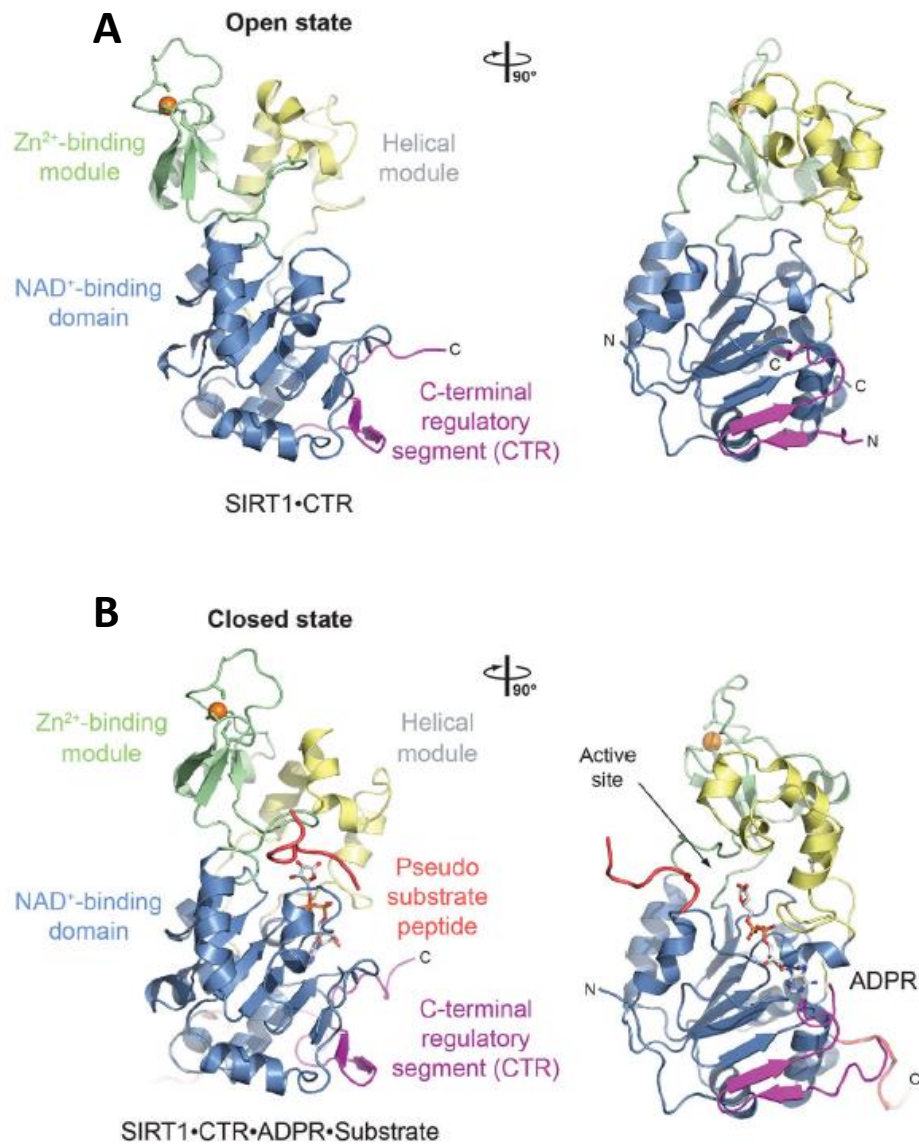 A
Open state
90°
Zn²⁺-binding
module
Helical
module
NAD⁺-binding
domain
N
C
C
C
N
C-terminal
regulatory
segment (CTR)
SIRT1•CTR
B
Closed state
90°
Zn²⁺-binding
module
Helical
module
Active
site
NAD⁺-binding
domain
Pseudo
substrate
peptide
ADPR
N
C
C
C-terminal
regulatory
segment (CTR)
SIRT1•CTR•ADPR•Substrate